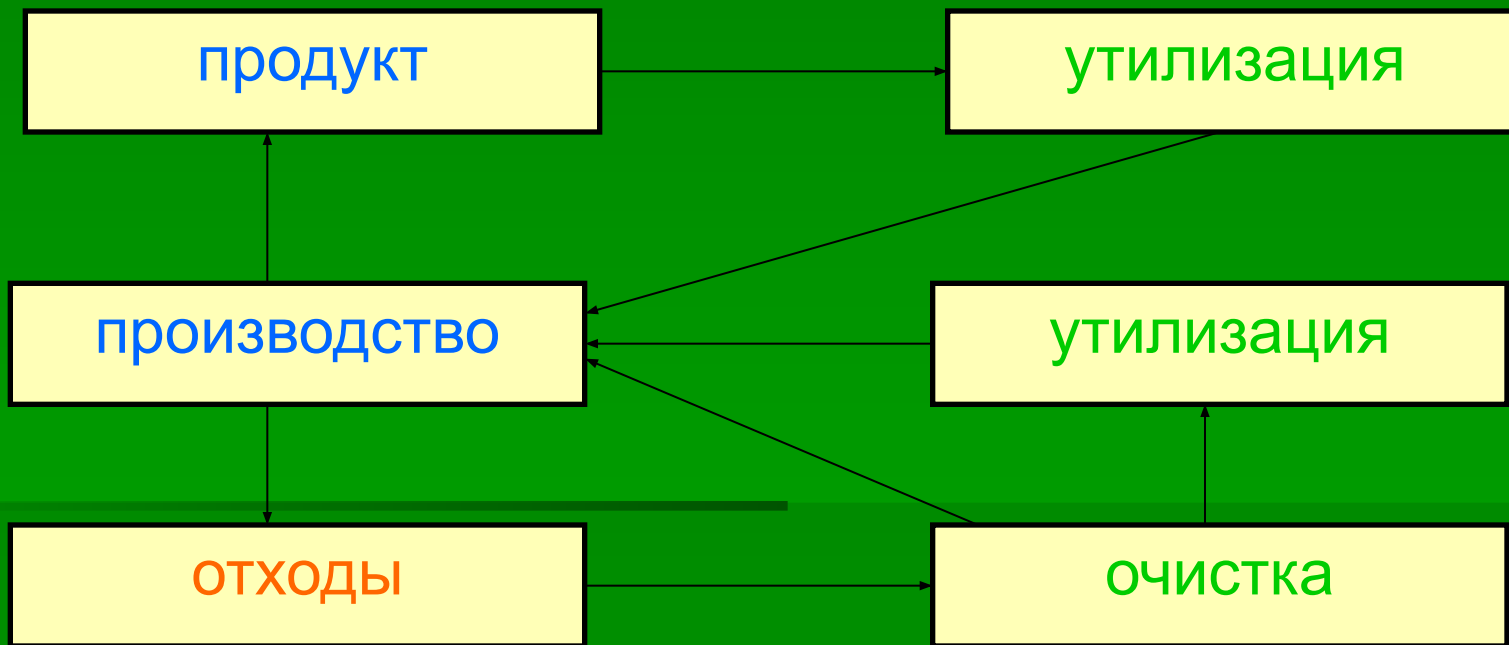 продукт
утилизация
производство
утилизация
отходы
очистка